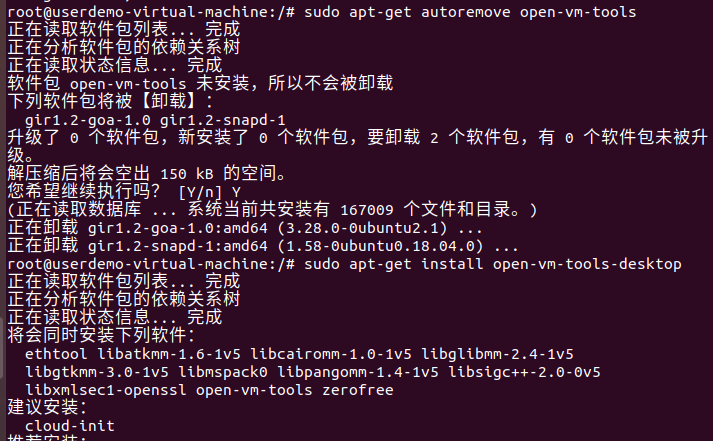 root@userdemo-virtual-machine:/# sudo apt-get autoremove open-vm-tools
正在读取软件包列表... 完成
正在分析软件包的依赖关系树
正在读取状态信息... 完成
软件包 open-vm-tools 未安装，所以不会被卸载
下列软件包将被【卸载】：
gir1.2-goa-1.0 gir1.2-snapd-1
升级了 0 个软件包，新安装了 0 个软件包，要卸载 2 个软件包，有 0 个软件包未被升
级。
解压缩后将会空出 150 kB 的空间。
您希望继续执行吗？ [Y/n] Y
(正在读取数据库 ... 系统当前共安装有 167009 个文件和目录。)
正在卸载 gir1.2-goa-1.0:amd64 (3.28.0-0ubuntu2.1) ...
正在卸载 gir1.2-snapd-1:amd64 (1.58-0ubuntu0.18.04.0) ...
root@userdemo-virtual-machine:/# sudo apt-get install open-vm-tools-desktop
正在读取软件包列表... 完成
正在分析软件包的依赖关系树
正在读取状态信息... 完成
将会同时安装下列软件：
ethtool libatkmm-1.6-1v5 libcairomm-1.0-1v5 libglibmm-2.4-1v5
libgtkmm-3.0-1v5 libmspack0 libpangomm-1.4-1v5 libsigc++-2.0-0v5
libxmlsec1-openssl open-vm-tools zerofree
建议安装：
cloud-init
推荐安装：